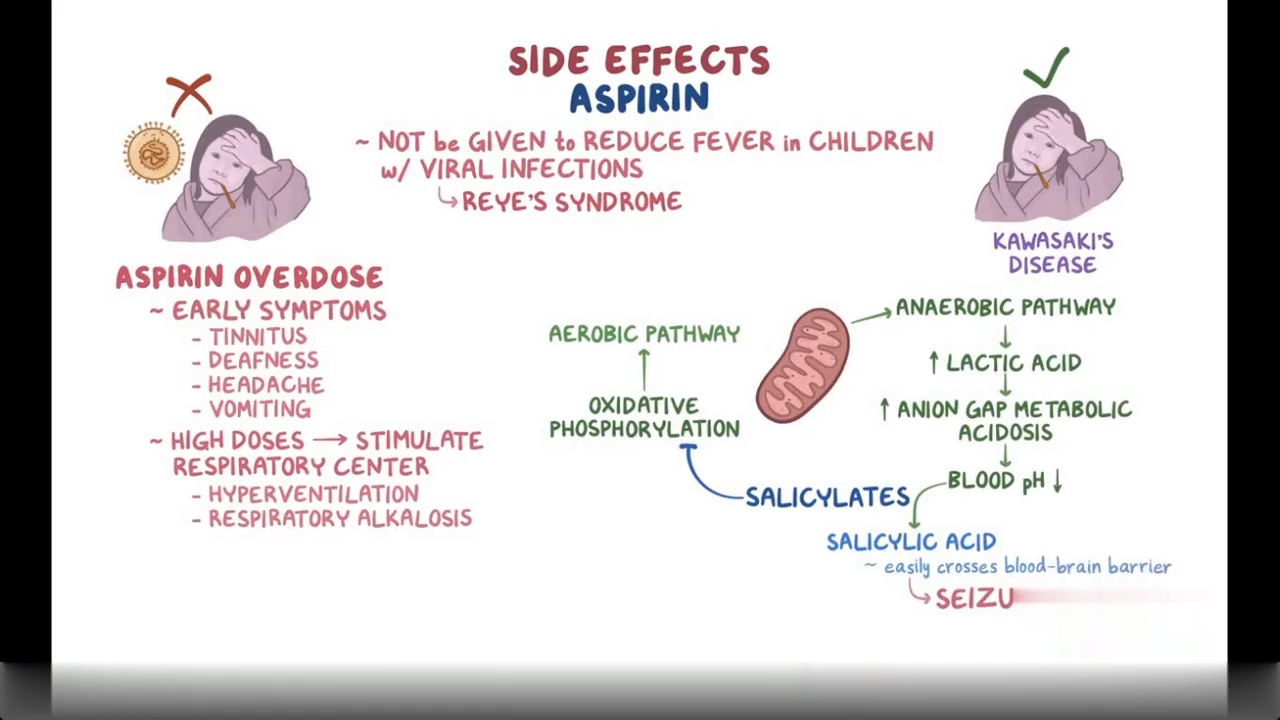 SIDE EFFECTS
ASPIRIN
~ NOT be GIVEN to REDUCE FEVER in CHILDREN
w/ VIRAL INFECTIONS
↳ REYE'S SYNDROME
KAWASAKI'S
DISEASE
ASPIRIN OVERDOSE
~ EARLY SYMPTOMS
- TINNITUS
- DEAFNESS
- HEADACHE
- VOMITING
~ HIGH DOSES → STIMULATE
RESPIRATORY CENTER
- HYPERVENTILATION
- RESPIRATORY ALKALOSIS
AEROBIC PATHWAY
OXIDATIVE
PHOSPHORYLATION
SALICYLATES
ANAEROBIC PATHWAY
↑ LACTIC ACID
↑ ANION GAP METABOLIC
ACIDOSIS
BLOOD pH ↓
SALICYLIC ACID
~ easily crosses blood-brain barrier
↳ SEIZU